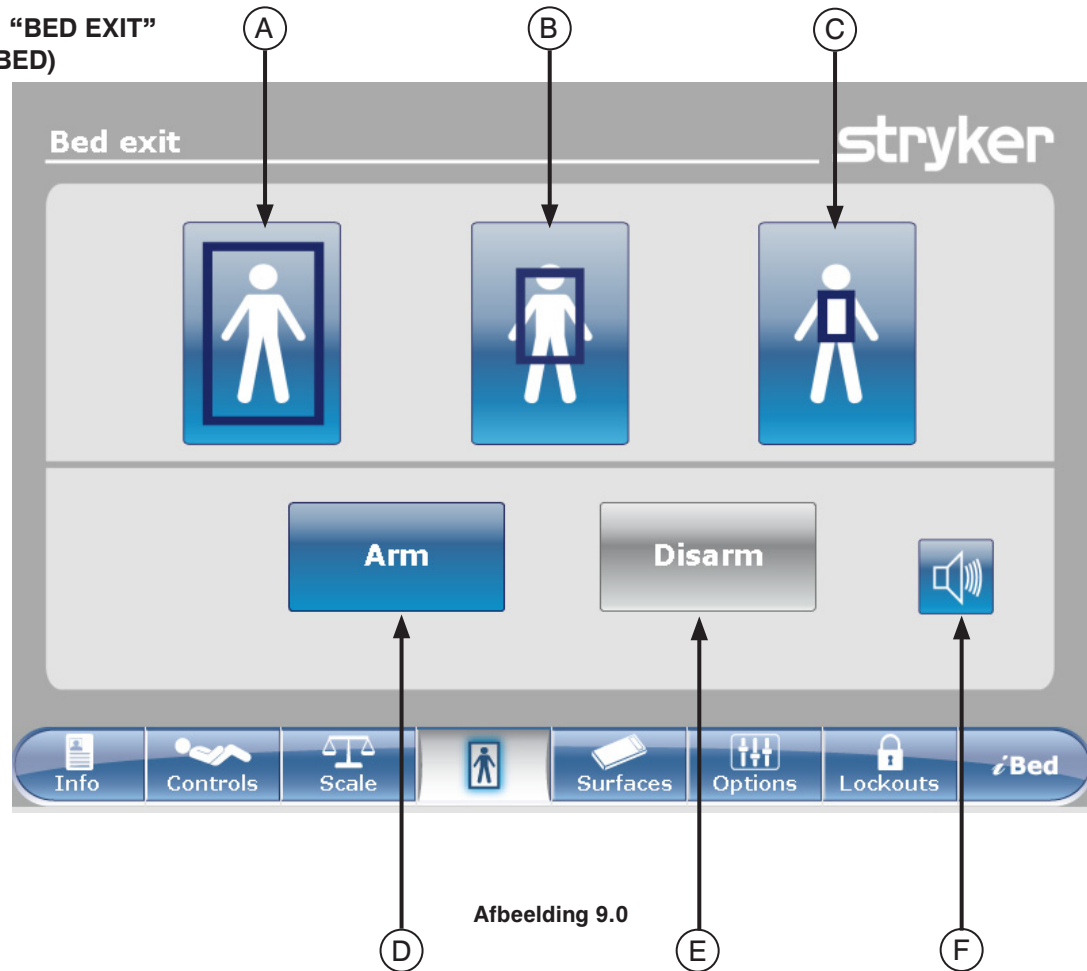 “BED EXIT”
BED)
A B C
Bed exit stryker
Arm Disarm
Info Controls Scale Surfaces Options Lockouts iBed
Afbeelding 9.0
D E F